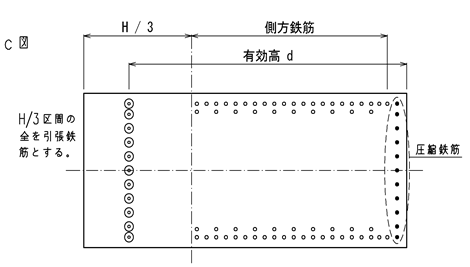 H / 3
側方鉄筋
C 図
有効高 d
H/3区間の
全を引張鉄
筋とする。
圧縮鉄筋